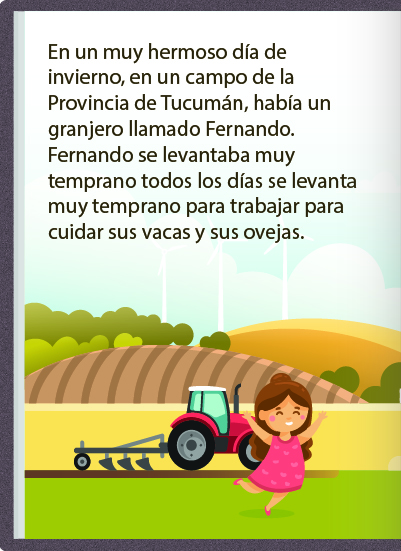 En un muy hermoso día de
invierno, en un campo de la
Provincia de Tucumán, había un
granjero llamado Fernando.
Fernando se levantaba muy
temprano todos los días se levanta
muy temprano para trabajar para
cuidar sus vacas y sus ovejas.